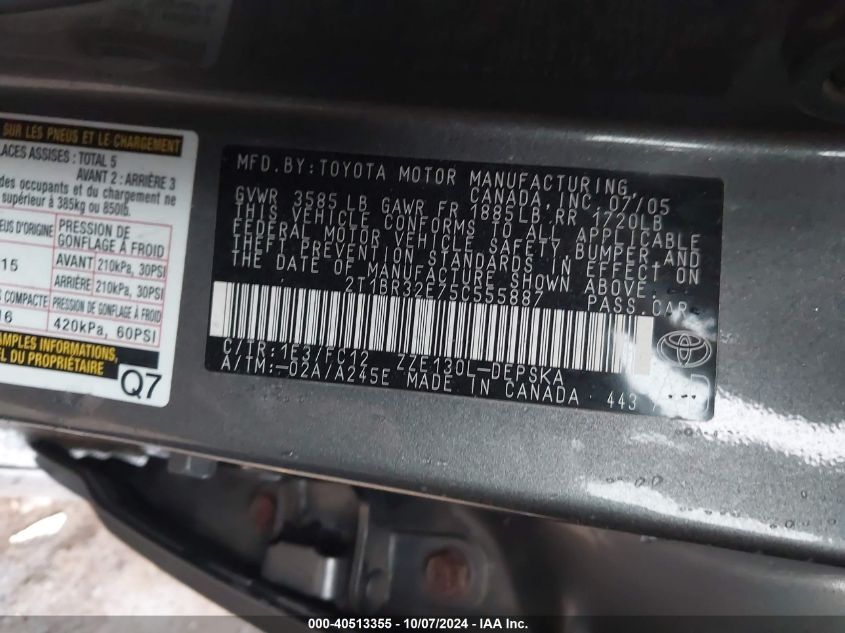 SUR LES PNEUS ET LE CHARGEMENT
LACES ASSISES : TOTAL 5
AVANT 2 : ARRIÈRE 3
des occupants et du chargement ne
supérieur à 385kg ou 850lb.
EUS D'ORIGINE
PRESSION DE
GONFLAGE À FROID
15
AVANT 210kPa, 30PSI
ARRIÈRE 210kPa, 30PSI
S COMPACTE
PRESSION DE GONFLAGE À FROID
16
420kPa, 60PSI
AMPLES INFORMATIONS,
EL DU PROPRIÉTAIRE
Q7
MFD.BY:TOYOTA MOTOR MANUFACTURING,
CANADA, INC. 07/05
GVWR 3585 LB GAWR FR 1885LB.RR 1720LB
THIS VEHICLE CONFORMS TO ALL APPLICABLE
FEDERAL MOTOR VEHICLE SAFETY,BUMPER,AND
THEFT PREVENTION STANDARDS IN EFFECT ON
THE DATE OF MANUFACTURE SHOWN ABOVE.
2T1BR32E75C555887
PASS.CAR
C/TR:1E3/FC12 ZZE130L-DEPSKA
A/TM:-02A/A245E MADE IN CANADA 443
000-40513355 - 10/07/2024 - IAA Inc.